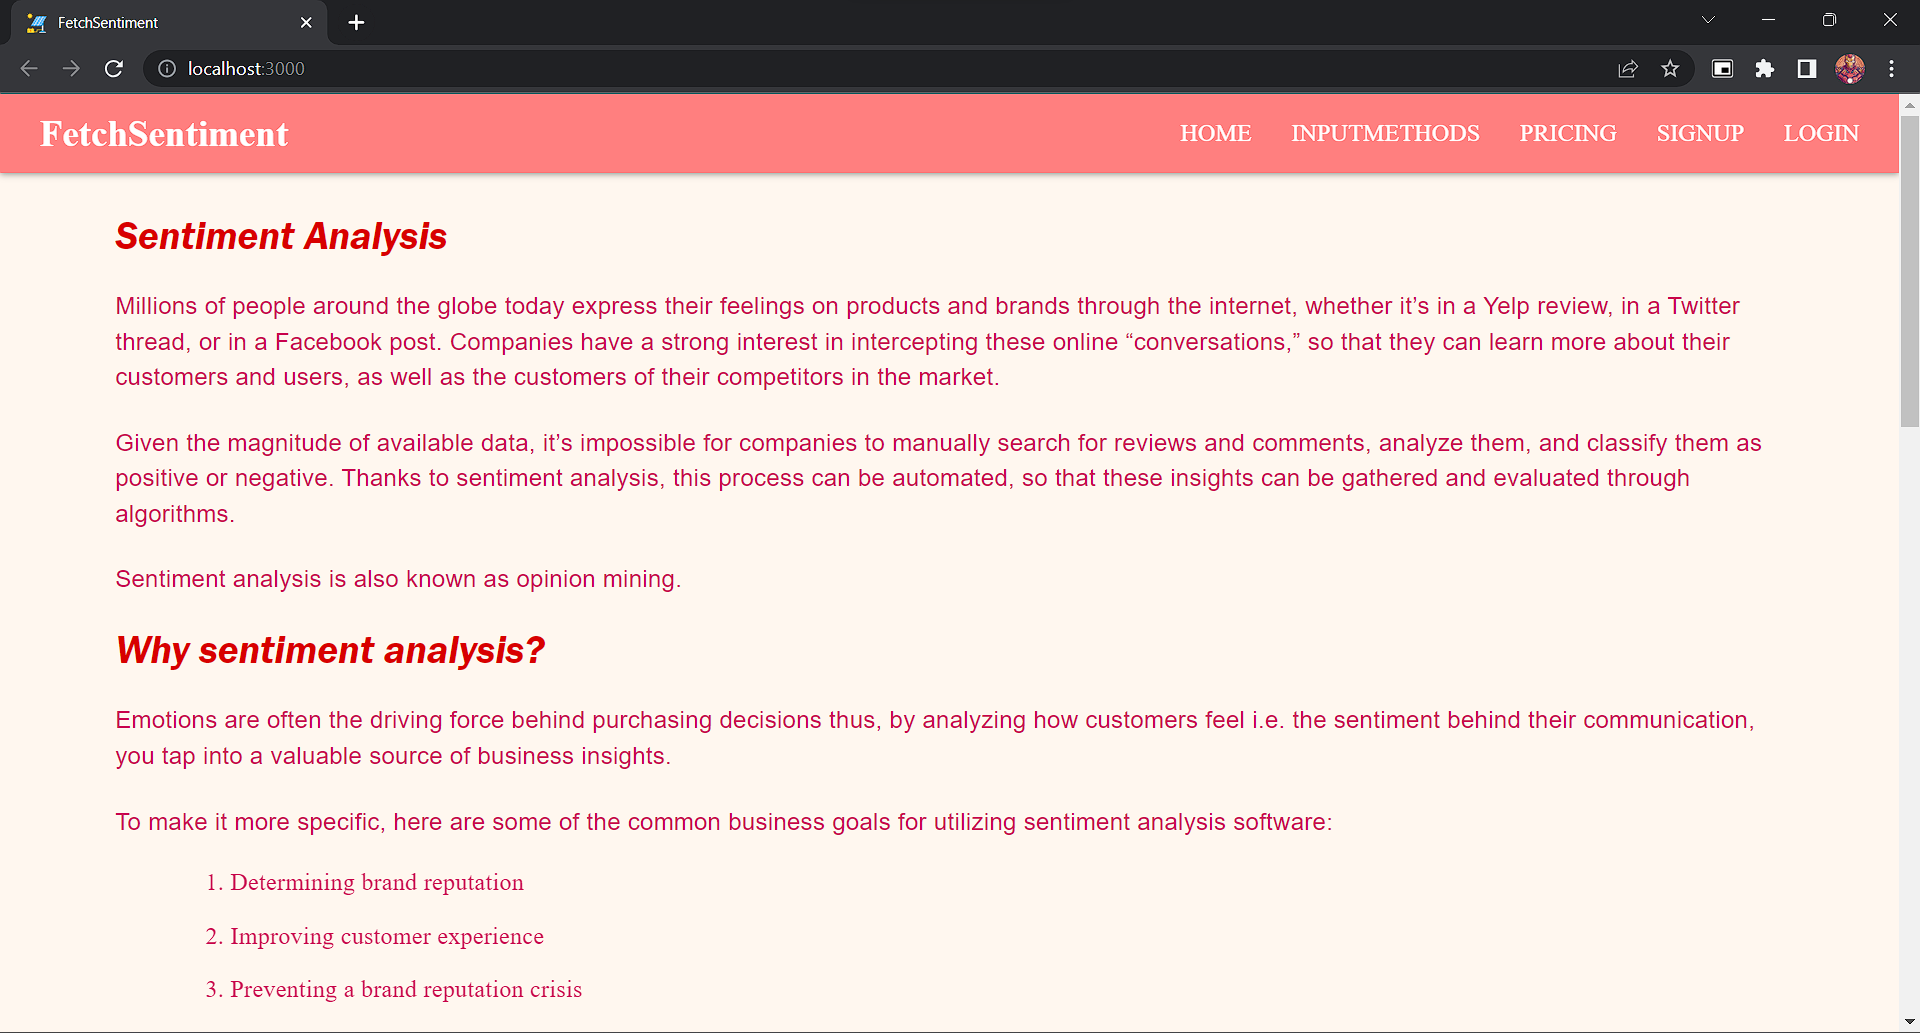 FetchSentiment
localhost:3000
FetchSentiment
HOME INPUTMETHODS PRICING SIGNUP LOGIN
Sentiment Analysis
Millions of people around the globe today express their feelings on products and brands through the internet, whether it’s in a Yelp review, in a Twitter
thread, or in a Facebook post. Companies have a strong interest in intercepting these online “conversations,” so that they can learn more about their
customers and users, as well as the customers of their competitors in the market.
Given the magnitude of available data, it’s impossible for companies to manually search for reviews and comments, analyze them, and classify them as
positive or negative. Thanks to sentiment analysis, this process can be automated, so that these insights can be gathered and evaluated through
algorithms.
Sentiment analysis is also known as opinion mining.
Why sentiment analysis?
Emotions are often the driving force behind purchasing decisions thus, by analyzing how customers feel i.e. the sentiment behind their communication,
you tap into a valuable source of business insights.
To make it more specific, here are some of the common business goals for utilizing sentiment analysis software:
1. Determining brand reputation
2. Improving customer experience
3. Preventing a brand reputation crisis